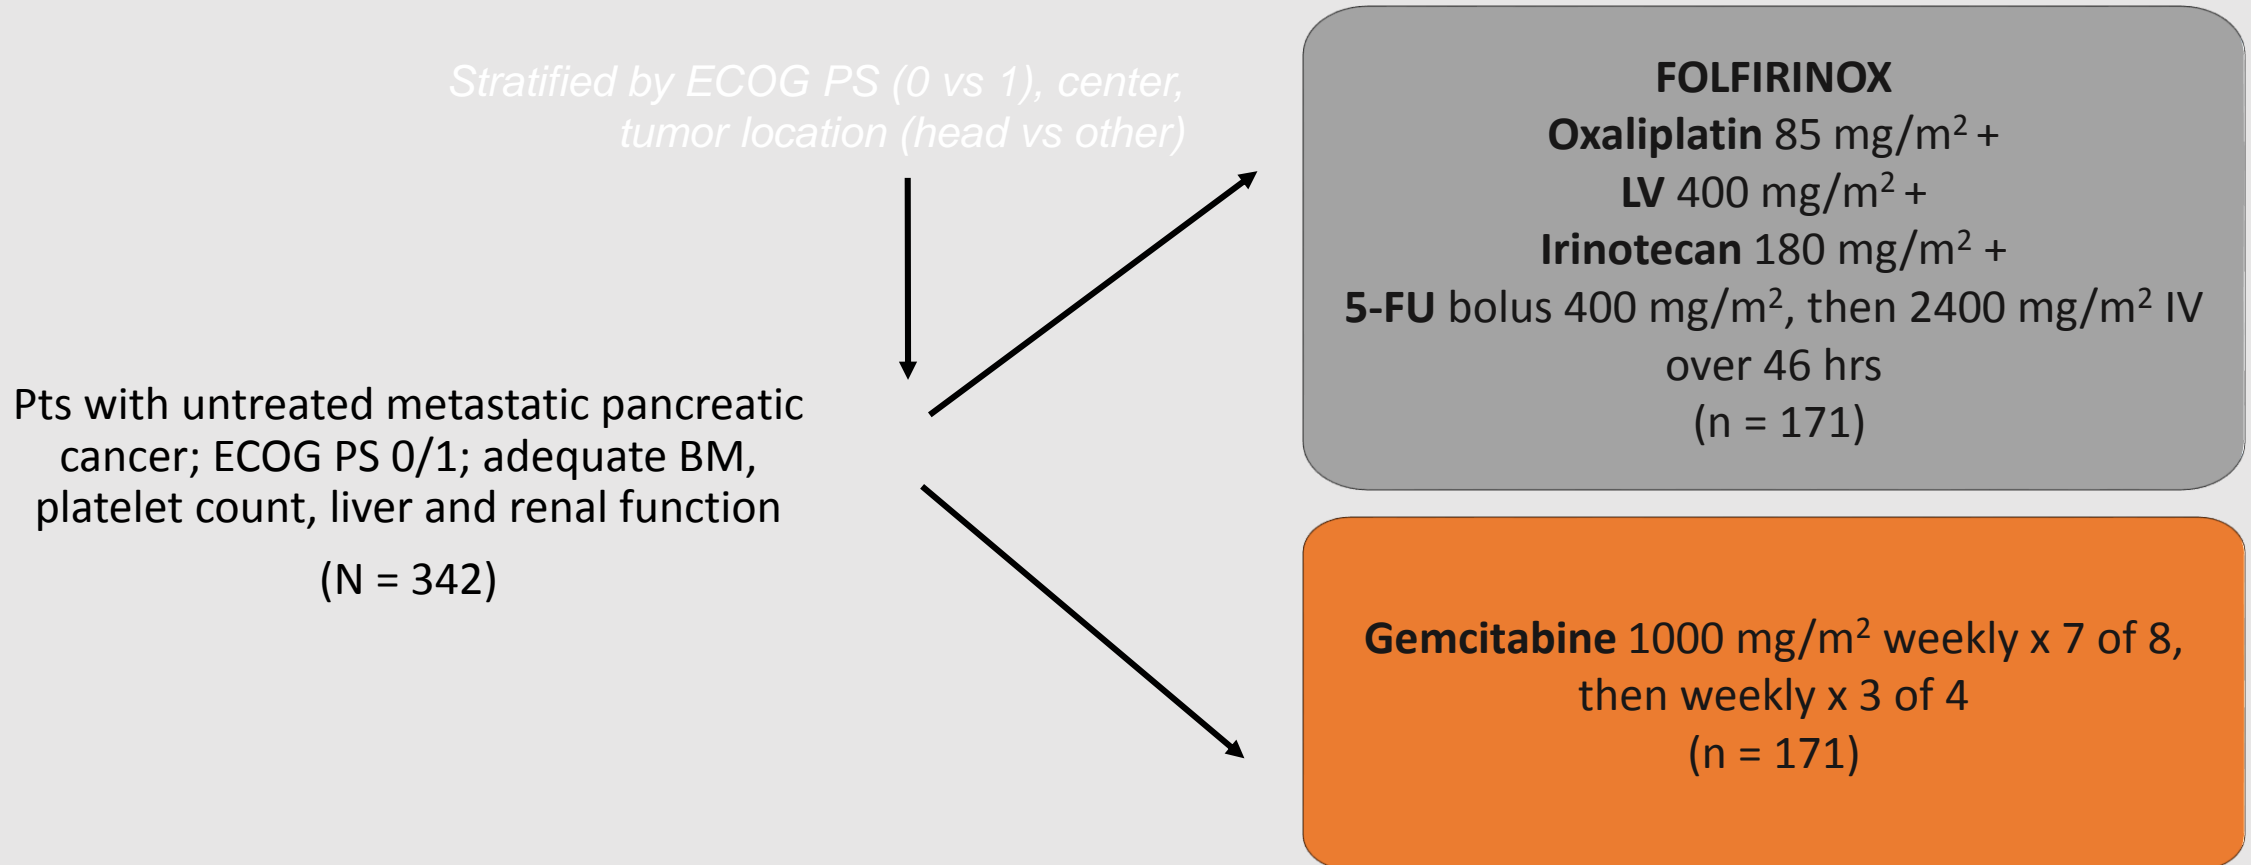 Stratified by ECOG PS (0 vs 1), center,
tumor location (head vs other)
Pts with untreated metastatic pancreatic
cancer; ECOG PS 0/1; adequate BM,
platelet count, liver and renal function
(N = 342)
FOLFIRINOX
Oxaliplatin 85 mg/m² +
LV 400 mg/m² +
Irinotecan 180 mg/m² +
5-FU bolus 400 mg/m², then 2400 mg/m² IV
over 46 hrs
(n = 171)
Gemcitabine 1000 mg/m² weekly x 7 of 8,
then weekly x 3 of 4
(n = 171)